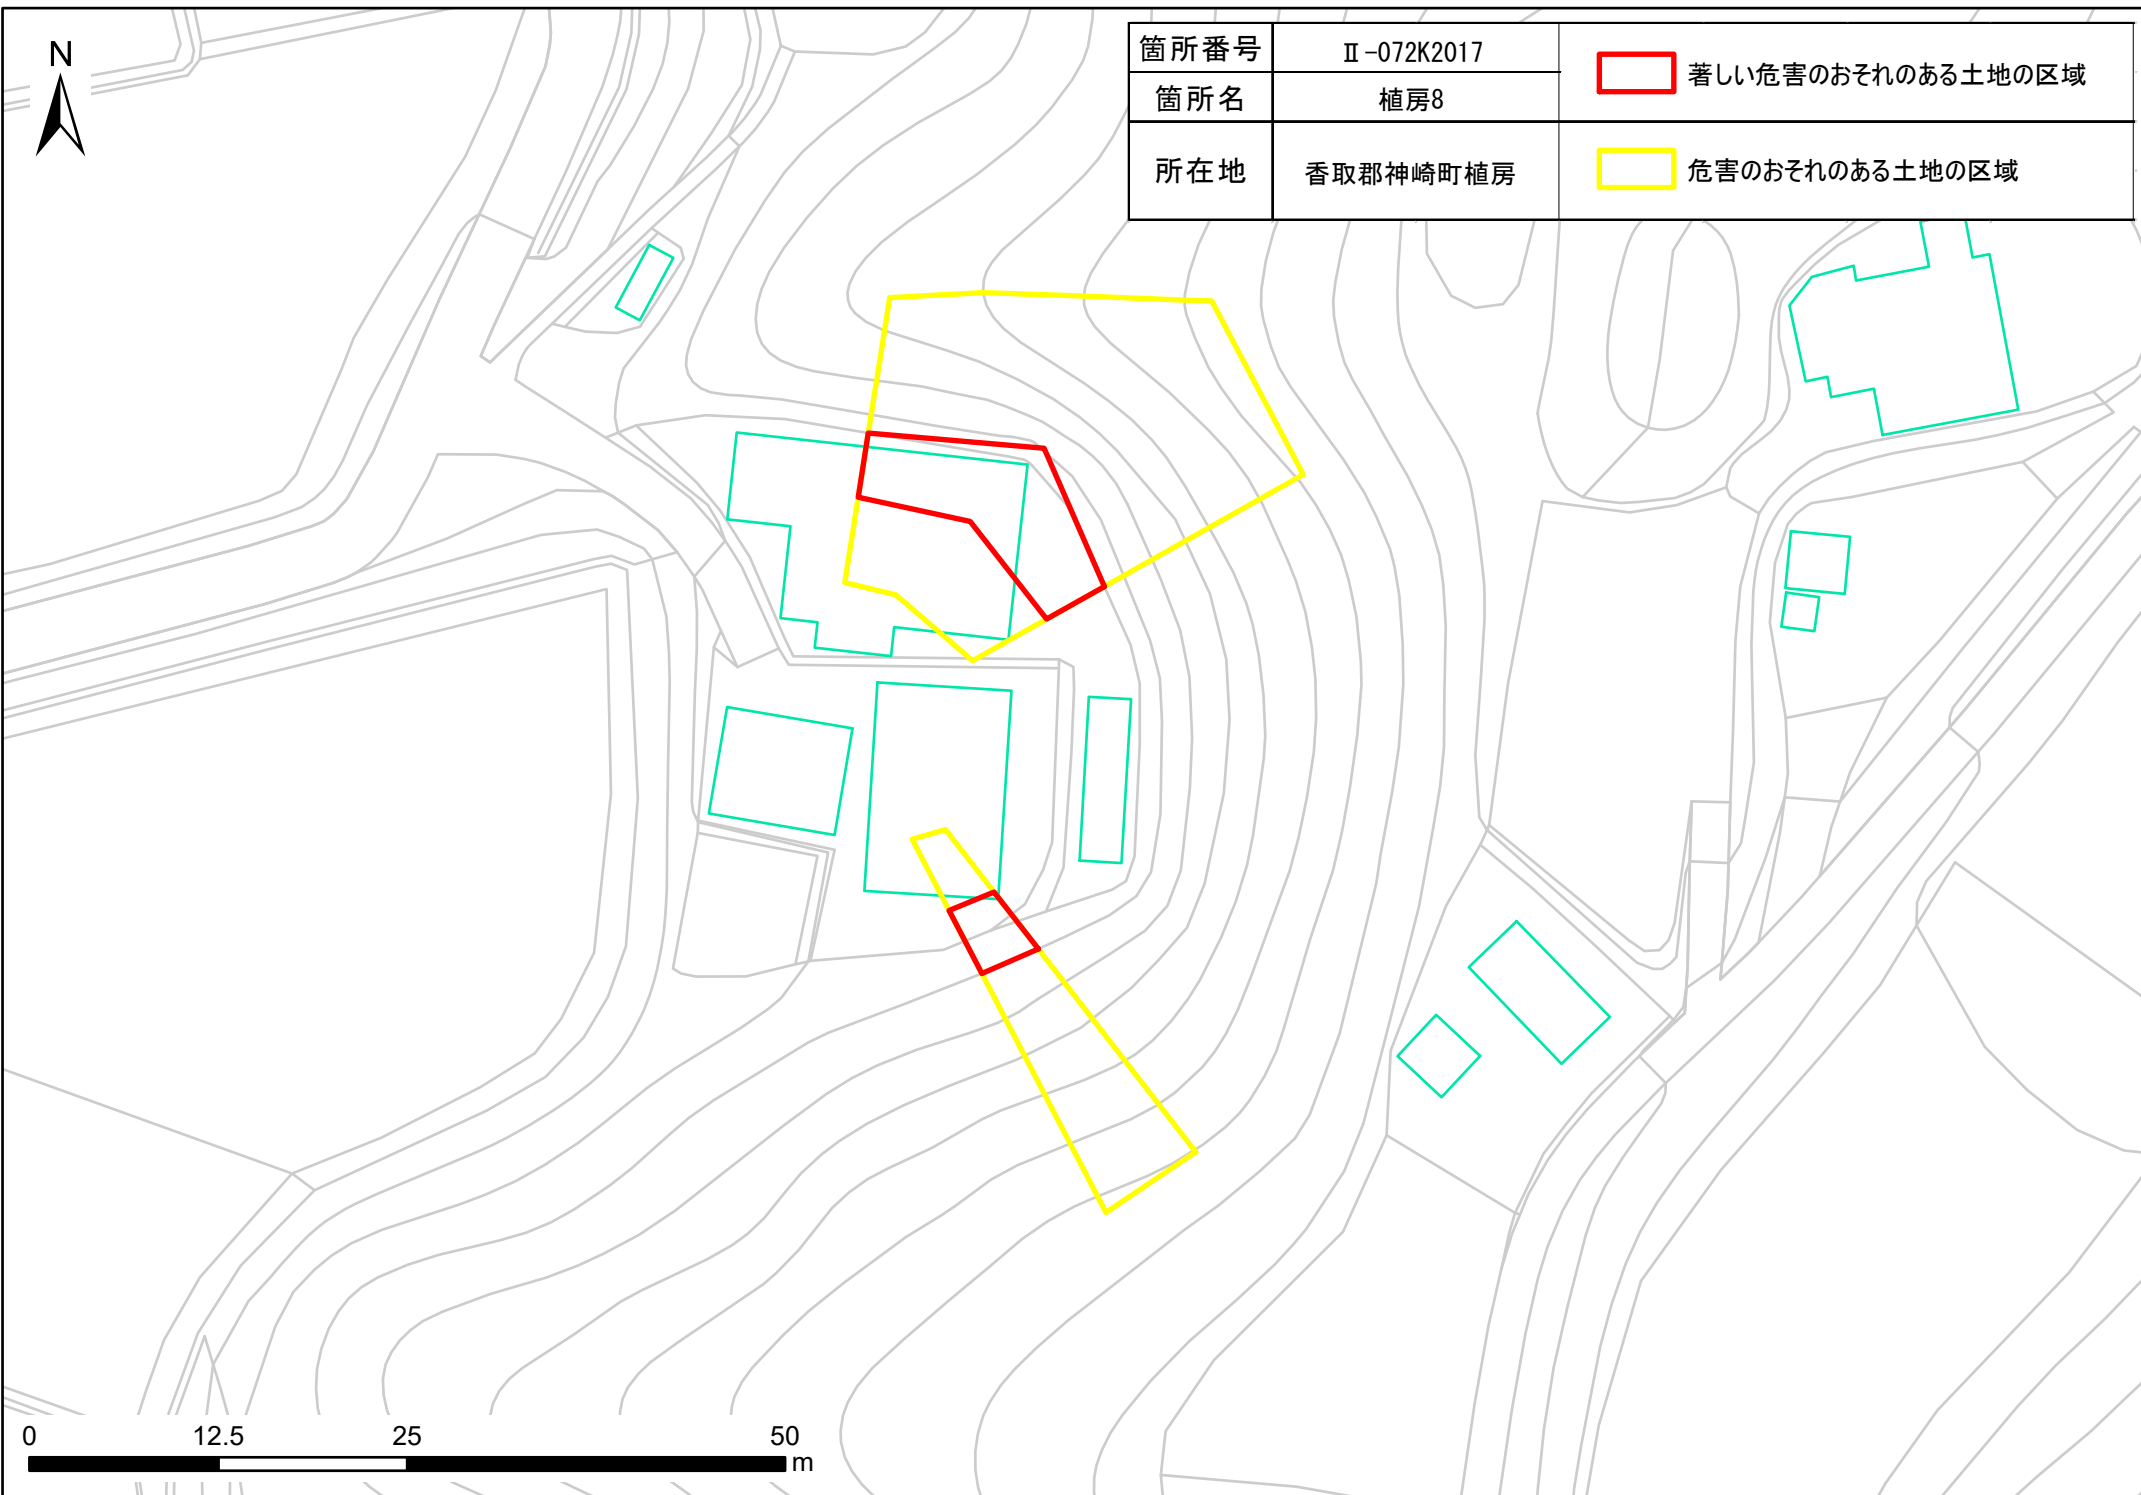 N
箇所番号 Ⅱ-072K2017
著しい危害のおそれのある土地の区域
箇所名 植房8
所在地 香取郡神崎町植房
危害のおそれのある土地の区域
0 12.5 25 50
m